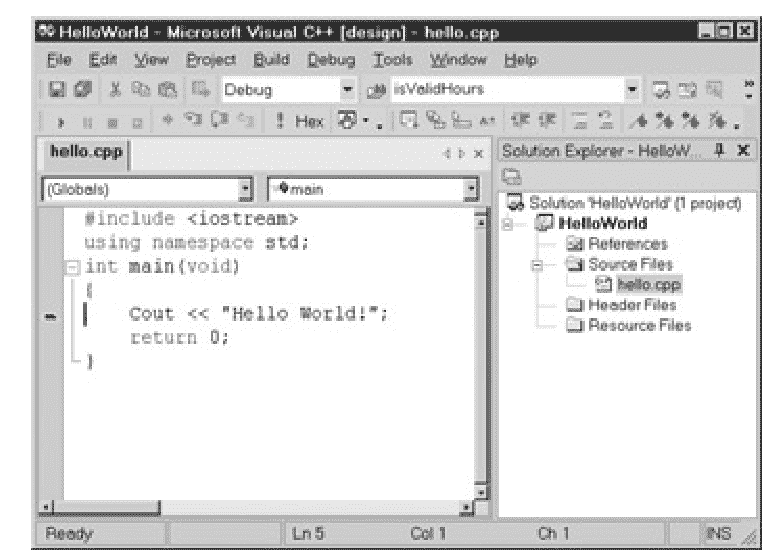 HelloWorld - Microsoft Visual C++ [design] - hello.cpp
File Edit View Project Build Debug Tools Window Help
Debug isValidHours
Hex
hello.cpp
Solution Explorer - HelloW...
(Globals) main
Solution 'HelloWorld' (1 project)
HelloWorld
References
Source Files
hello.cpp
Header Files
Resource Files
#include <iostream>
using namespace std;
int main(void)
{
Cout << "Hello World!";
return 0;
}
Ready Ln 5 Col 1 Ch 1 INS